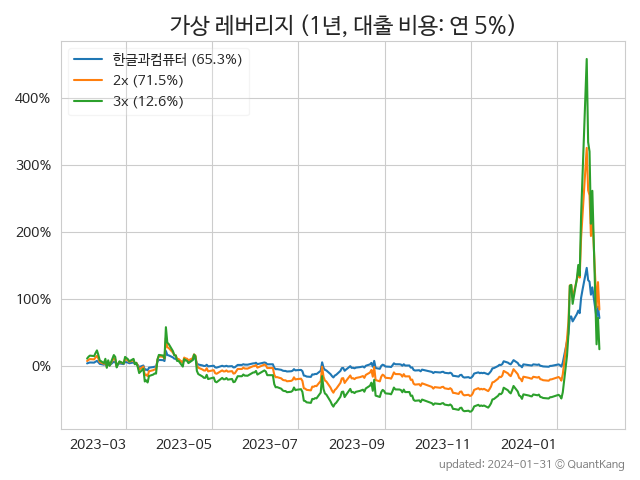 가상 레버리지 (1년, 대출 비용: 연 5%)
한글과컴퓨터 (65.3%)
2x (71.5%)
3x (12.6%)
400%
300%
200%
100%
0%
2023-03 2023-05 2023-07 2023-09 2023-11 2024-01
updated: 2024-01-31 © QuantKang